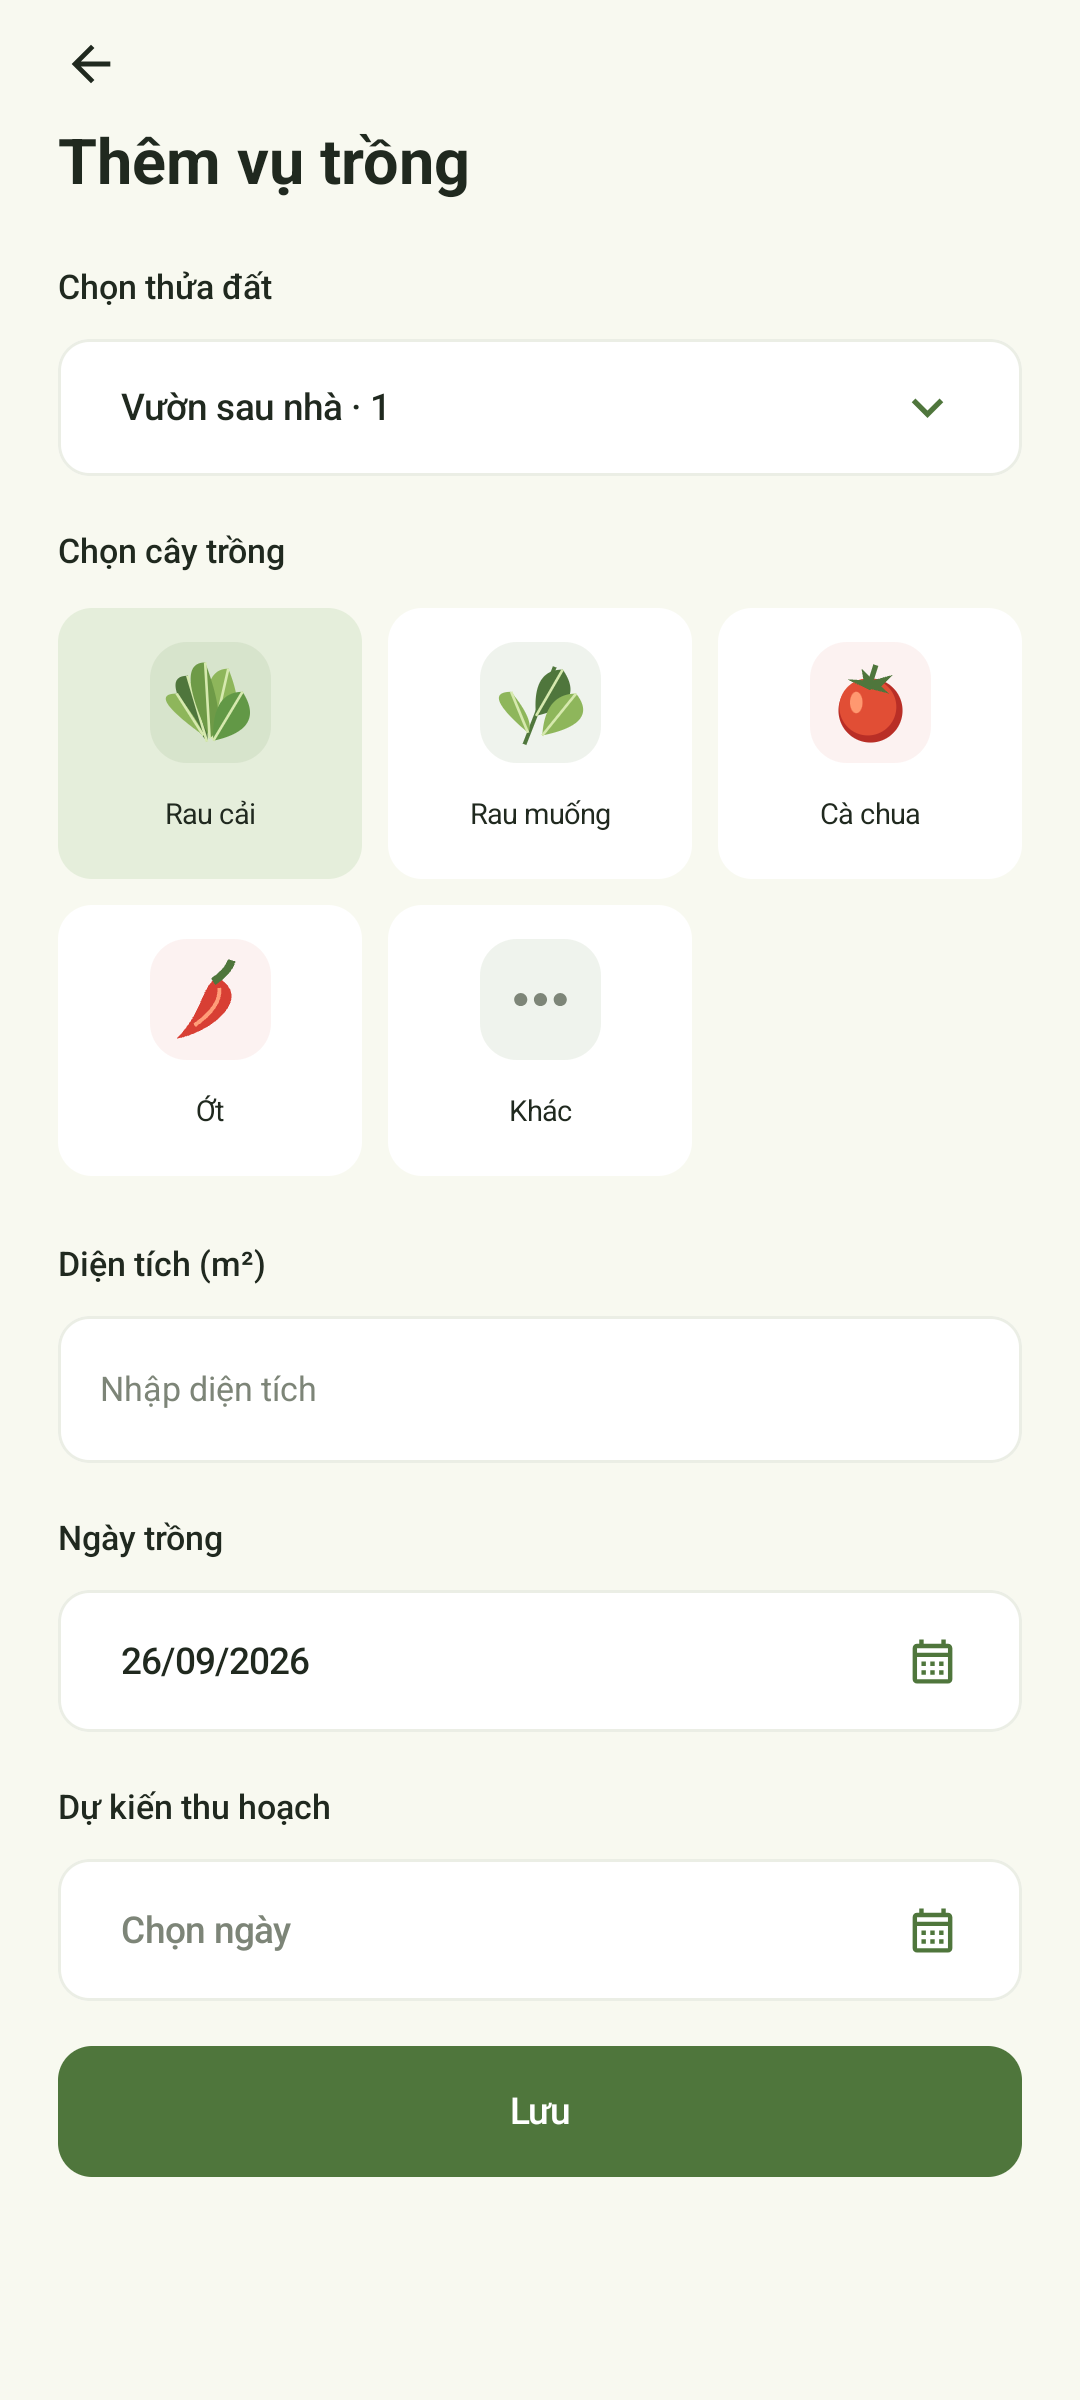 Thêm vụ trồng
Chọn thửa đất
Vườn sau nhà · 1
Chọn cây trồng
Rau cải
Rau muống
Cà chua
Ớt
Khác
Diện tích (m²)
Nhập diện tích
Ngày trồng
26/09/2026
Dự kiến thu hoạch
Chọn ngày
Lưu